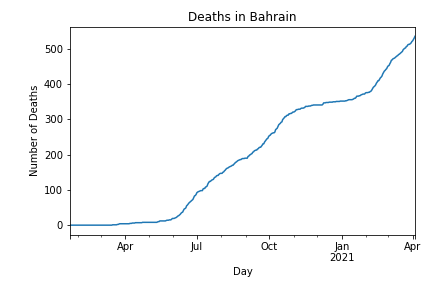 Deaths in Bahrain
Number of Deaths
500
400
300
200
100
0
Apr
Jul
Oct
Jan
2021
Apr
Day